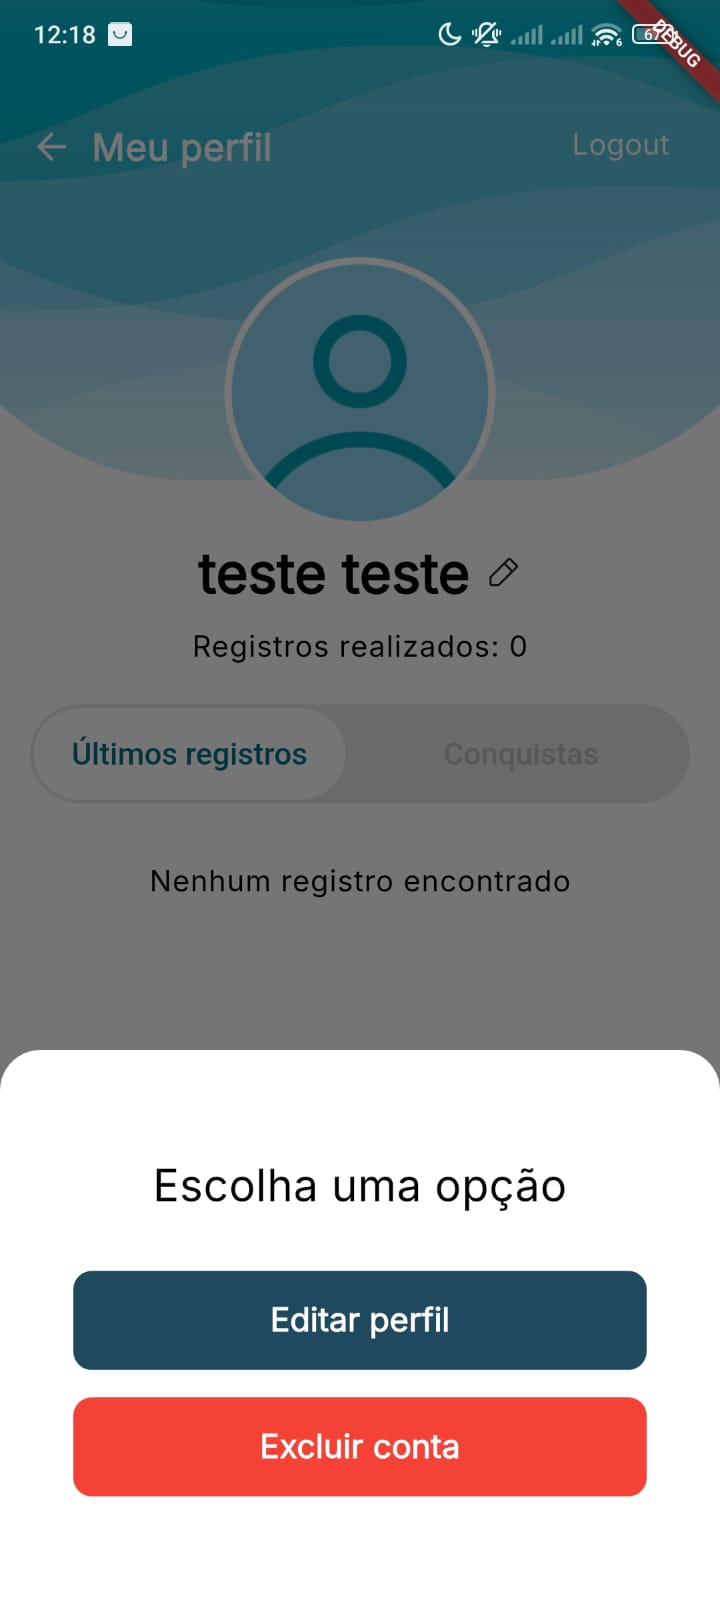 12:18
67
DEBUG
Meu perfil
Logout
teste teste
Registros realizados: 0
Últimos registros
Conquistas
Nenhum registro encontrado
Escolha uma opção
Editar perfil
Excluir conta